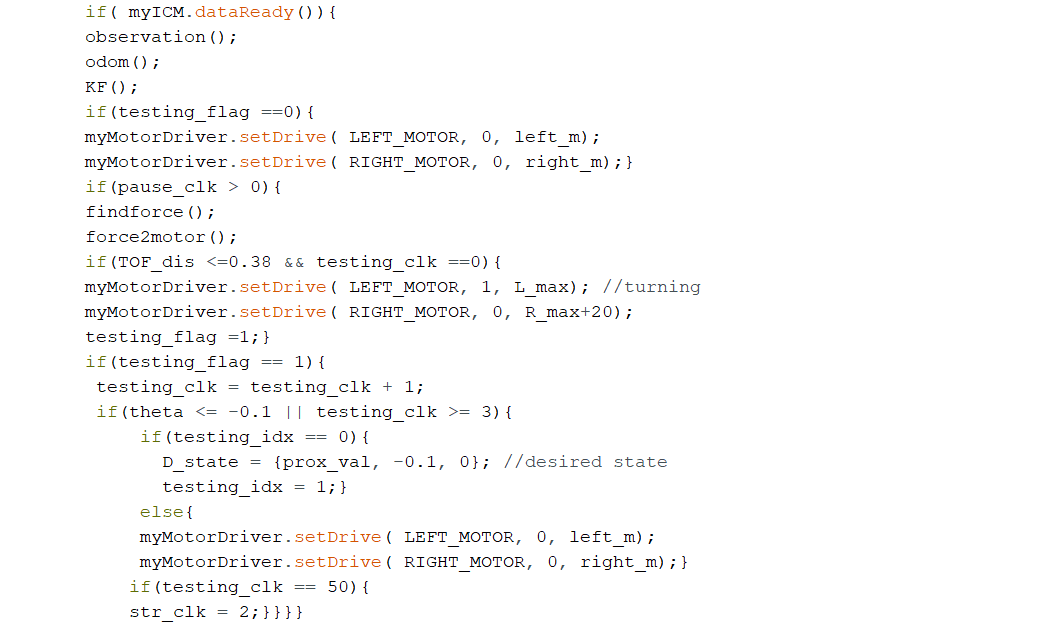 if( myICM.dataReady()){
observation();
odom();
KF();
if(testing_flag ==0){
myMotorDriver.setDrive( LEFT_MOTOR, 0, left_m);
myMotorDriver.setDrive( RIGHT_MOTOR, 0, right_m);}
if(pause_clk > 0){
findforce();
force2motor();
if(TOF_dis <=0.38 && testing_clk ==0){
myMotorDriver.setDrive( LEFT_MOTOR, 1, L_max); //turning
myMotorDriver.setDrive( RIGHT_MOTOR, 0, R_max+20);
testing_flag =1;}
if(testing_flag == 1){
 testing_clk = testing_clk + 1;
 if(theta <= -0.1 || testing_clk >= 3){
     if(testing_idx == 0){
       D_state = {prox_val, -0.1, 0}; //desired state
       testing_idx = 1;}
     else{
     myMotorDriver.setDrive( LEFT_MOTOR, 0, left_m);
     myMotorDriver.setDrive( RIGHT_MOTOR, 0, right_m);}
    if(testing_clk == 50){
    str_clk = 2;}}}}